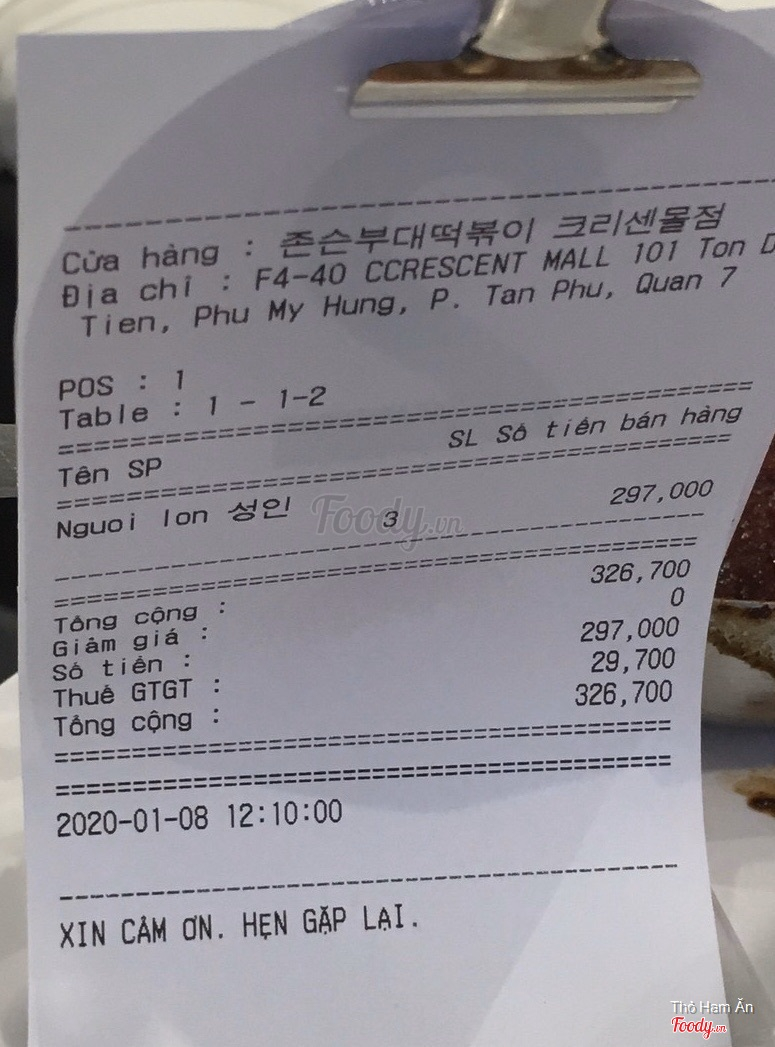 Cửa hàng : 존슨부대떡볶이 크리센몰점
Địa chỉ : F4-40 CCRESCENT MALL 101 Ton D
Tien, Phu My Hung, P. Tan Phu, Quan 7
POS : 1
Table : 1 - 1-2
Tên SP SL Số tiền bán hàng
Nguoi lon 성인 3 297,000
Tổng cộng : 326,700
Giảm giá : 0
Số tiền : 297,000
Thuế GTGT : 29,700
Tổng cộng : 326,700
2020-01-08 12:10:00
XIN CẢM ƠN. HẸN GẶP LẠI.
Foody.vn
Thỏ Ham Ăn
Foody.vn